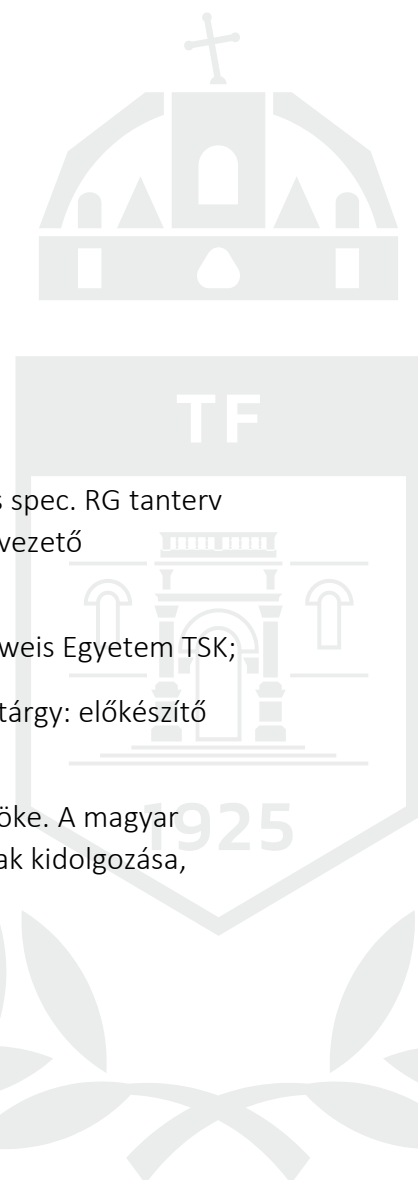 TF
s spec. RG tanterv
vezető
weis Egyetem TSK;
tárgy: előkészítő
öke. A magyar
1925
ak kidolgozása,